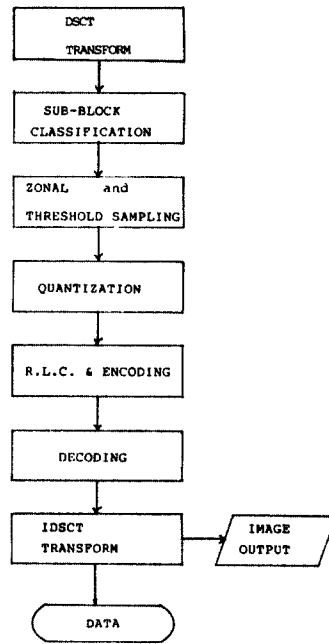 DSCT
TRANSFORM
SUB-BLOCK
CLASSIFICATION
ZONAL and
THRESHOLD SAMPLING
QUANTIZATION
R.L.C. & ENCODING
DECODING
IDSCT
TRANSFORM
IMAGE
OUTPUT
DATA